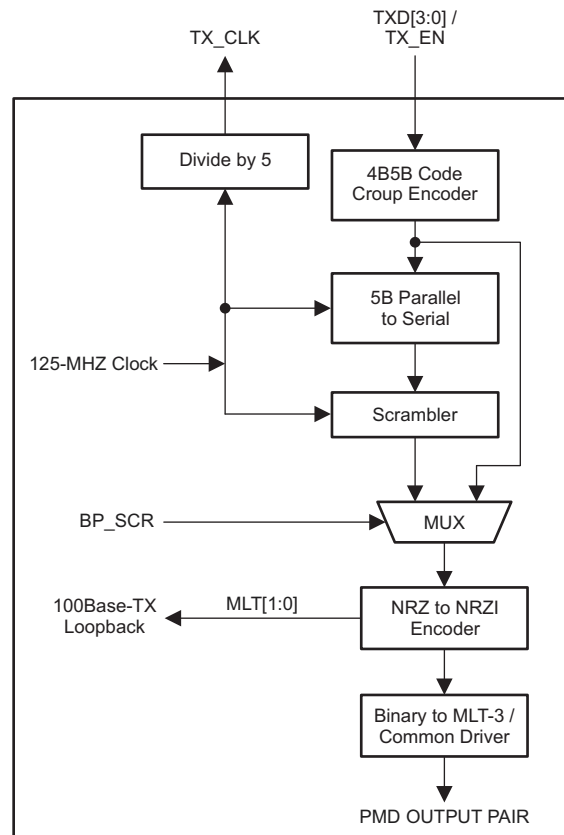 TXD[3:0] /
TX_EN
TX_CLK
Divide by 5
4B5B Code
Croup Encoder
5B Parallel
to Serial
125-MHZ Clock
Scrambler
BP_SCR
MUX
100Base-TX
Loopback
MLT[1:0]
NRZ to NRZI
Encoder
Binary to MLT-3 /
Common Driver
PMD OUTPUT PAIR